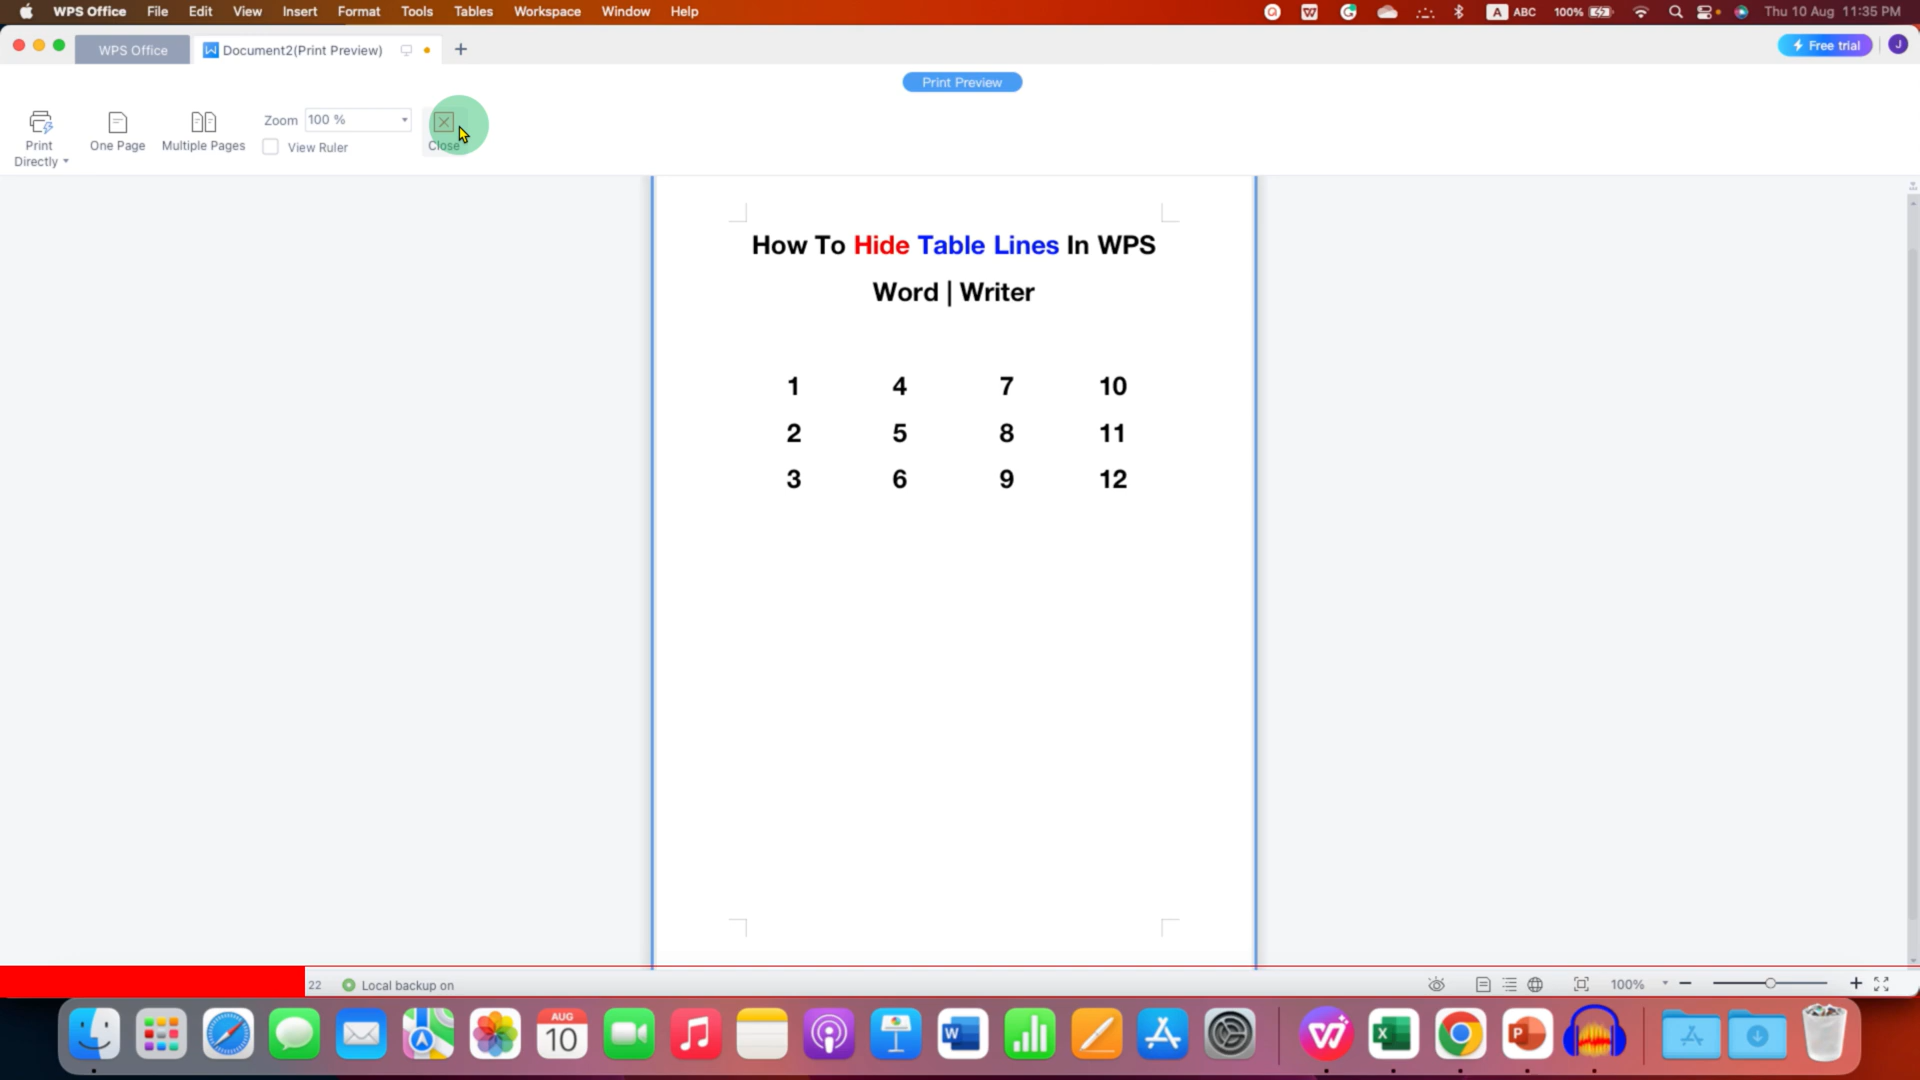 WPS Office File Edit View Insert Format Tools Tables Workspace Window Help A ABC 100% Thu 10 Aug 11:35 PM
WPS Office Document2(Print Preview) Free trial J
Print Preview
Print Directly
One Page
Multiple Pages
Zoom 100 %
View Ruler
Close
How To Hide Table Lines In WPS
Word | Writer
1 4 7 10
2 5 8 11
3 6 9 12
22 Local backup on 100%
AUG
10